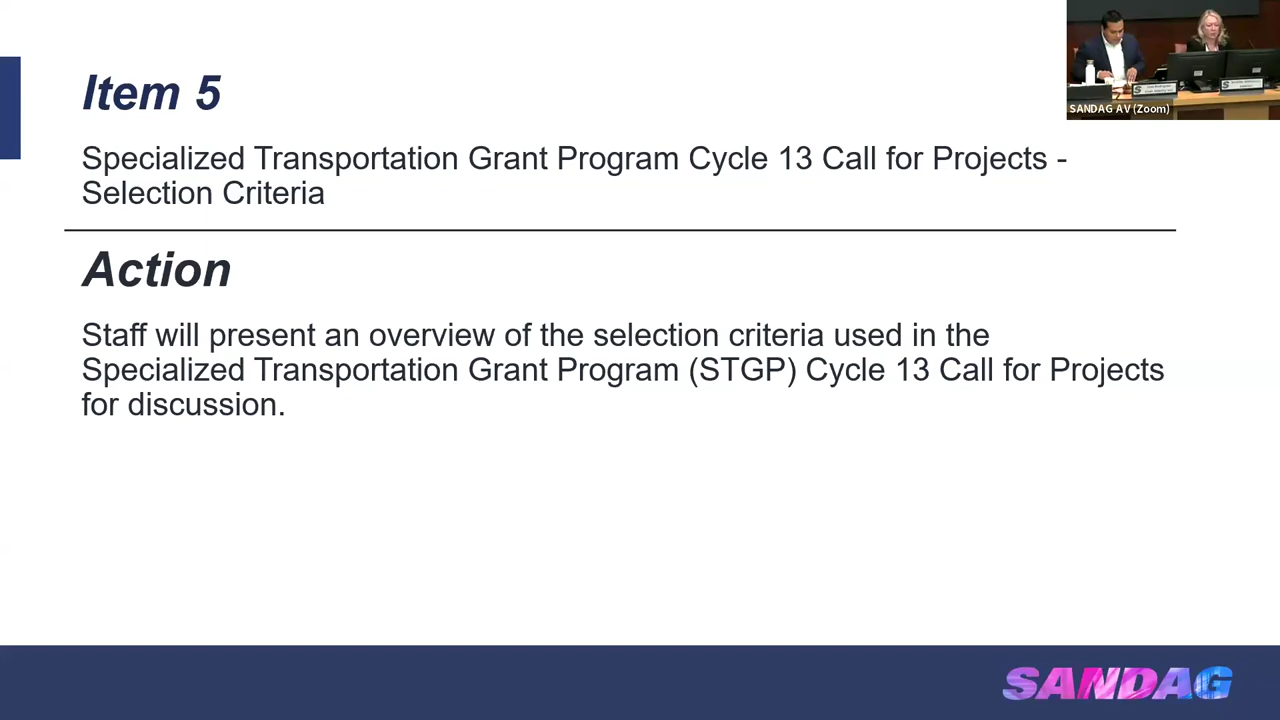 Item 5
Specialized Transportation Grant Program Cycle 13 Call for Projects -
Selection Criteria
Action
Staff will present an overview of the selection criteria used in the
Specialized Transportation Grant Program (STGP) Cycle 13 Call for Projects
for discussion.
SANDAG AV (Zoom)
SANDAG